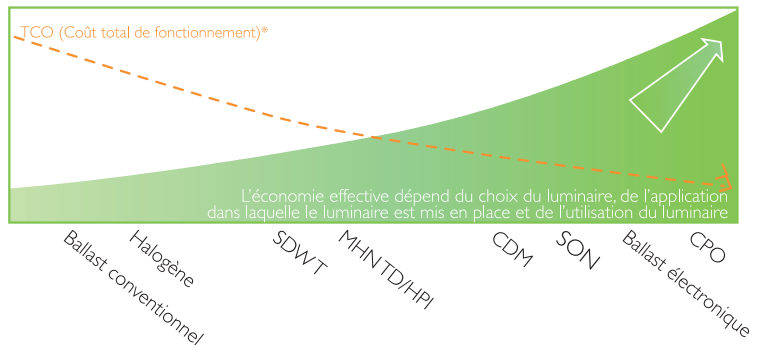 TCO (Coût total de fonctionnement)*
L'économie effective dépend du choix du luminaire, de l'application
dans laquelle le luminaire est mis en place et de l'utilisation du luminaire
Ballast conventionnel
Halogène
SDWT
MHN TD/HPI
CDM
SON
Ballast électronique
CPO